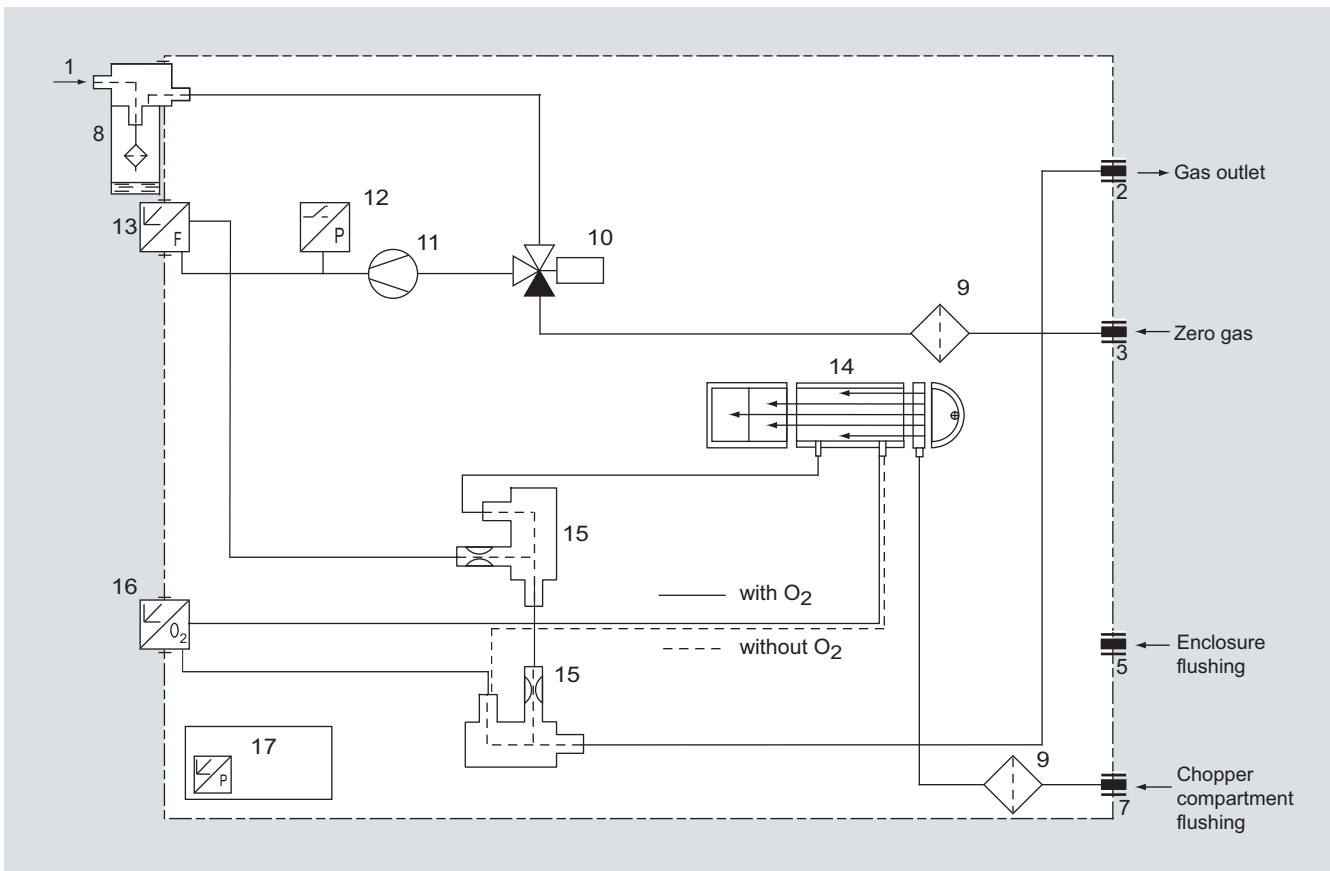 1
8
13
F
12
P
11
10
2
Gas outlet
9
3
Zero gas
14
15
with O2
without O2
16
O2
15
5
Enclosure
flushing
17
P
9
7
Chopper
compartment
flushing